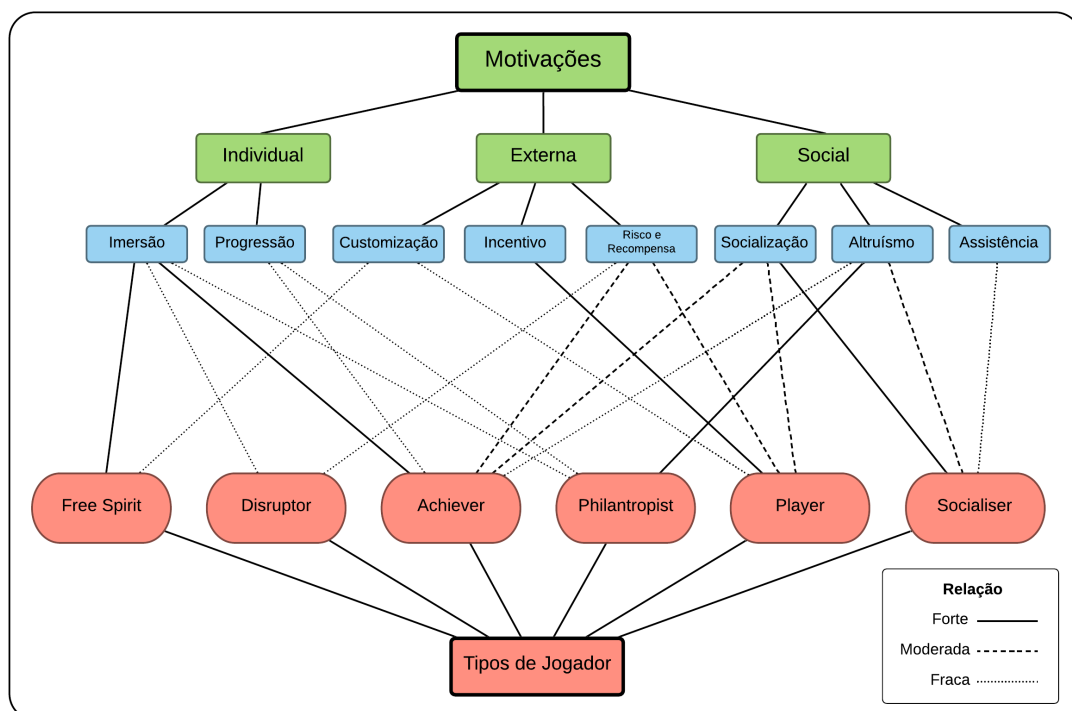 Motivações
Individual
Externa
Social
Imersão
Progressão
Customização
Incentivo
Risco e
Recompensa
Socialização
Altruísmo
Assistência
Free Spirit
Disruptor
Achiever
Philantropist
Player
Socialiser
Tipos de Jogador
Relação
Forte
Moderada
Fraca